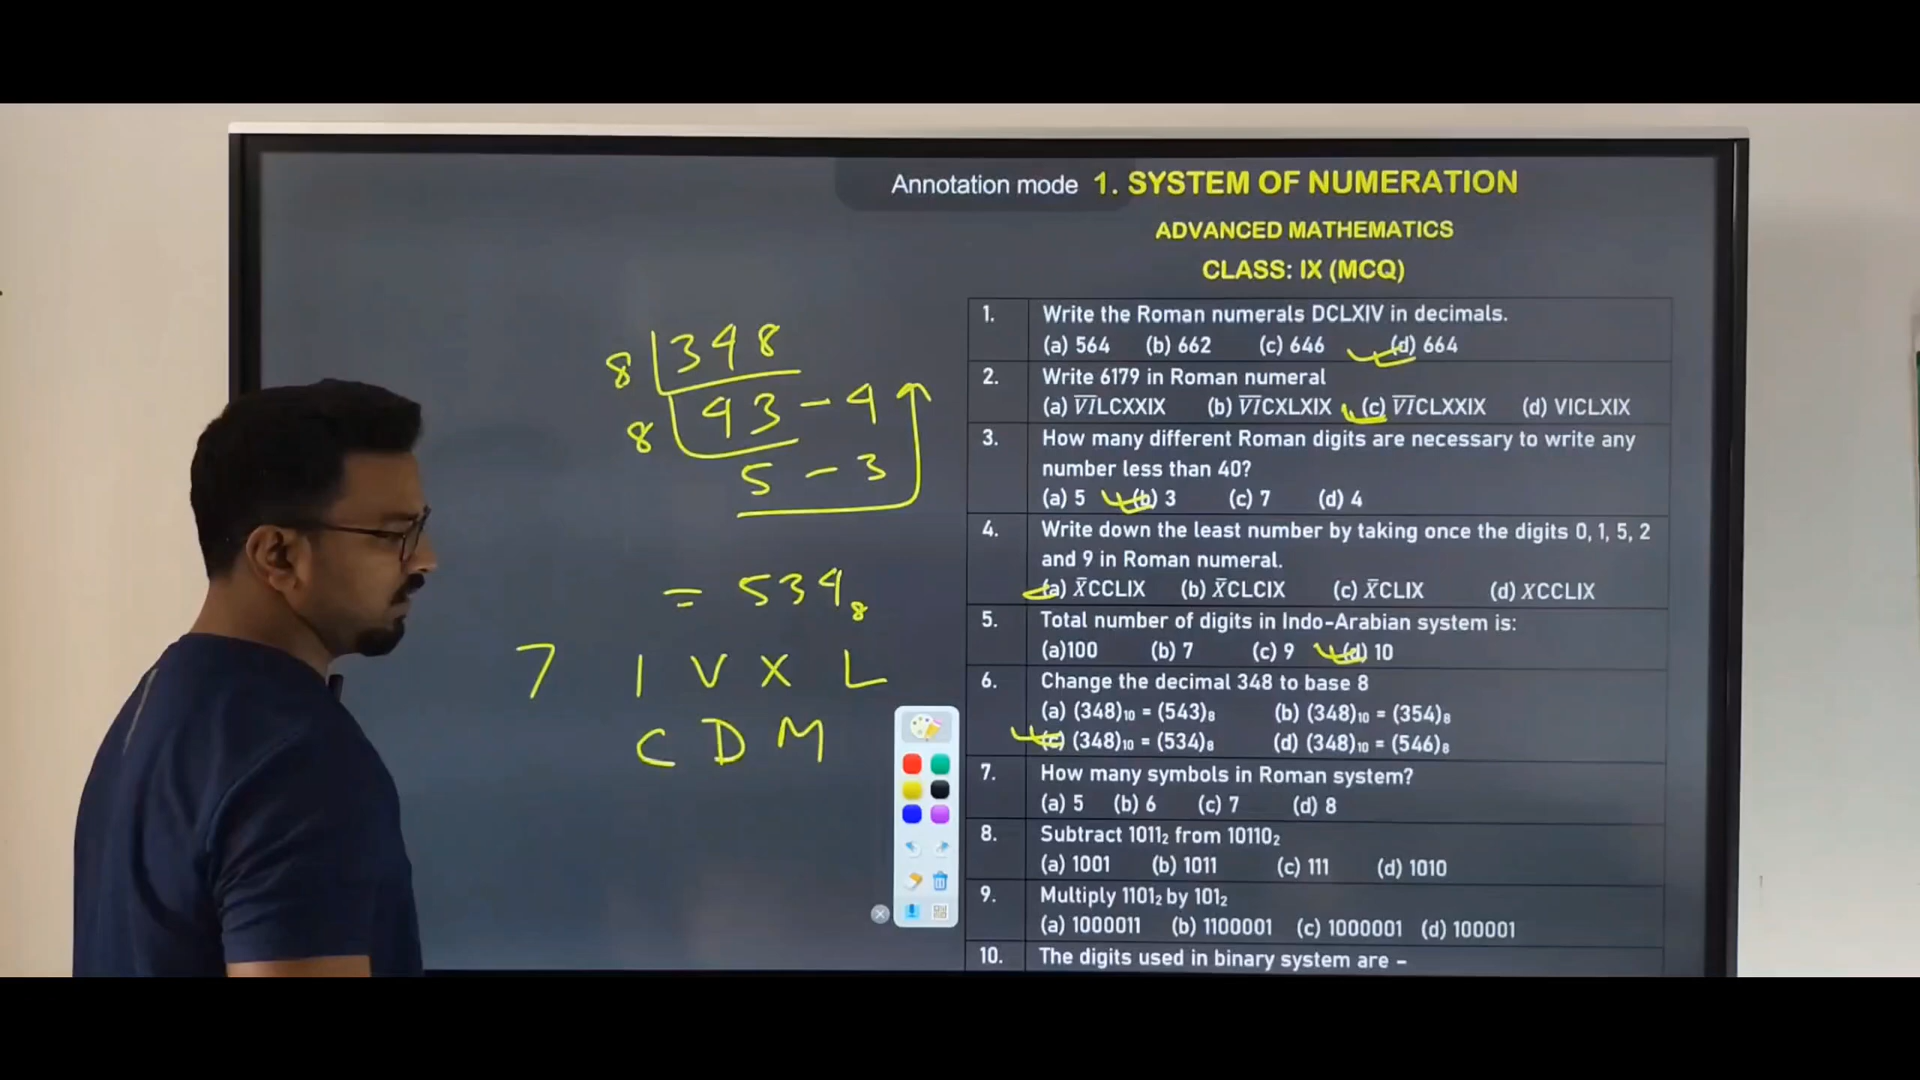 Annotation mode 1. SYSTEM OF NUMERATION
ADVANCED MATHEMATICS
CLASS: IX (MCQ)
8 348
8 43 – 4
5 – 3
= 534₈
7 I V X L
C D M
1. Write the Roman numerals DCLXIV in decimals.
(a) 564 (b) 662 (c) 646 (d) 664
2. Write 6179 in Roman numeral
(a) V̅I̅LCXXIX (b) V̅I̅CXLXIX (c) V̅I̅CLXXIX (d) VICLXIX
3. How many different Roman digits are necessary to write any
number less than 40?
(a) 5 (b) 3 (c) 7 (d) 4
4. Write down the least number by taking once the digits 0, 1, 5, 2
and 9 in Roman numeral.
(a) X̅CCLIX (b) X̅CLCIX (c) X̅CLIX (d) XCCLIX
5. Total number of digits in Indo-Arabian system is:
(a)100 (b) 7 (c) 9 (d) 10
6. Change the decimal 348 to base 8
(a) (348)₁₀ = (543)₈ (b) (348)₁₀ = (354)₈
(c) (348)₁₀ = (534)₈ (d) (348)₁₀ = (546)₈
7. How many symbols in Roman system?
(a) 5 (b) 6 (c) 7 (d) 8
8. Subtract 1011₂ from 10110₂
(a) 1001 (b) 1011 (c) 111 (d) 1010
9. Multiply 1101₂ by 101₂
(a) 1000011 (b) 1100001 (c) 1000001 (d) 100001
10. The digits used in binary system are –